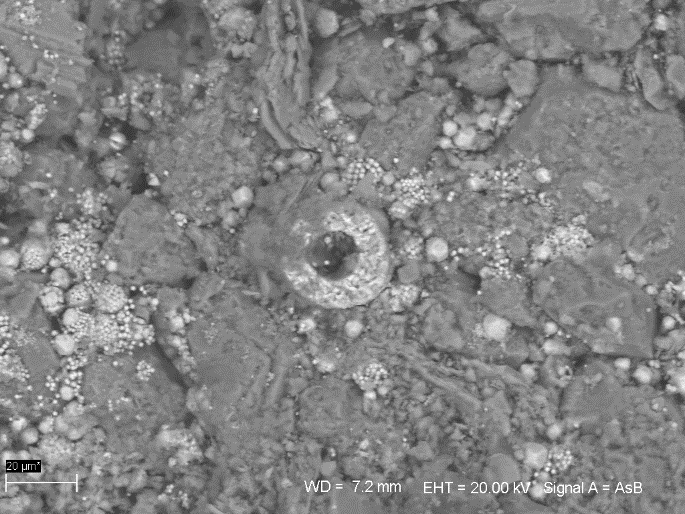 20 µm*
WD = 7.2 mm EHT = 20.00 kV Signal A = AsB